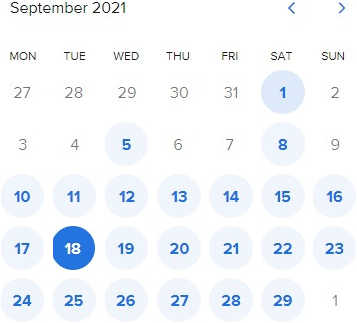 September 2021
MON TUE WED THU FRI SAT SUN
27 28 29 30 31 1 2
3 4 5 6 7 8 9
10 11 12 13 14 15 16
17 18 19 20 21 22 23
24 25 26 27 28 29 1